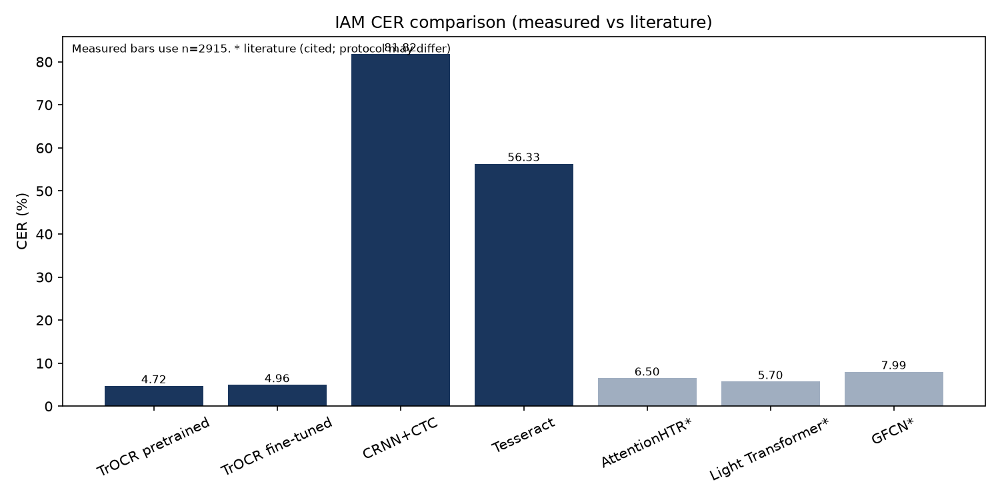 IAM CER comparison (measured vs literature)
Measured bars use n=2915. * literature (cited; protocol may differ)
81.82
80
70
60
50
40
30
20
10
0
CER (%)
4.72
4.96
56.33
6.50
5.70
7.99
TrOCR pretrained
TrOCR fine-tuned
CRNN+CTC
Tesseract
AttentionHTR*
Light Transformer*
GFCN*